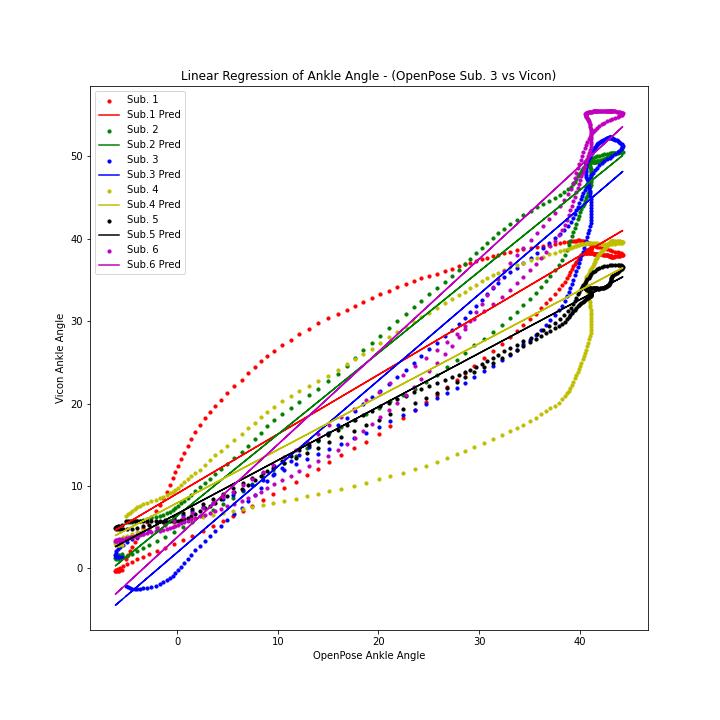 Linear Regression of Ankle Angle - (OpenPose Sub. 3 vs Vicon)
Sub. 1
Sub.1 Pred
Sub. 2
Sub.2 Pred
Sub. 3
Sub.3 Pred
Sub. 4
Sub.4 Pred
Sub. 5
Sub.5 Pred
Sub. 6
Sub.6 Pred
50
40
30
20
10
0
Vicon Ankle Angle
0 10 20 30 40
OpenPose Ankle Angle